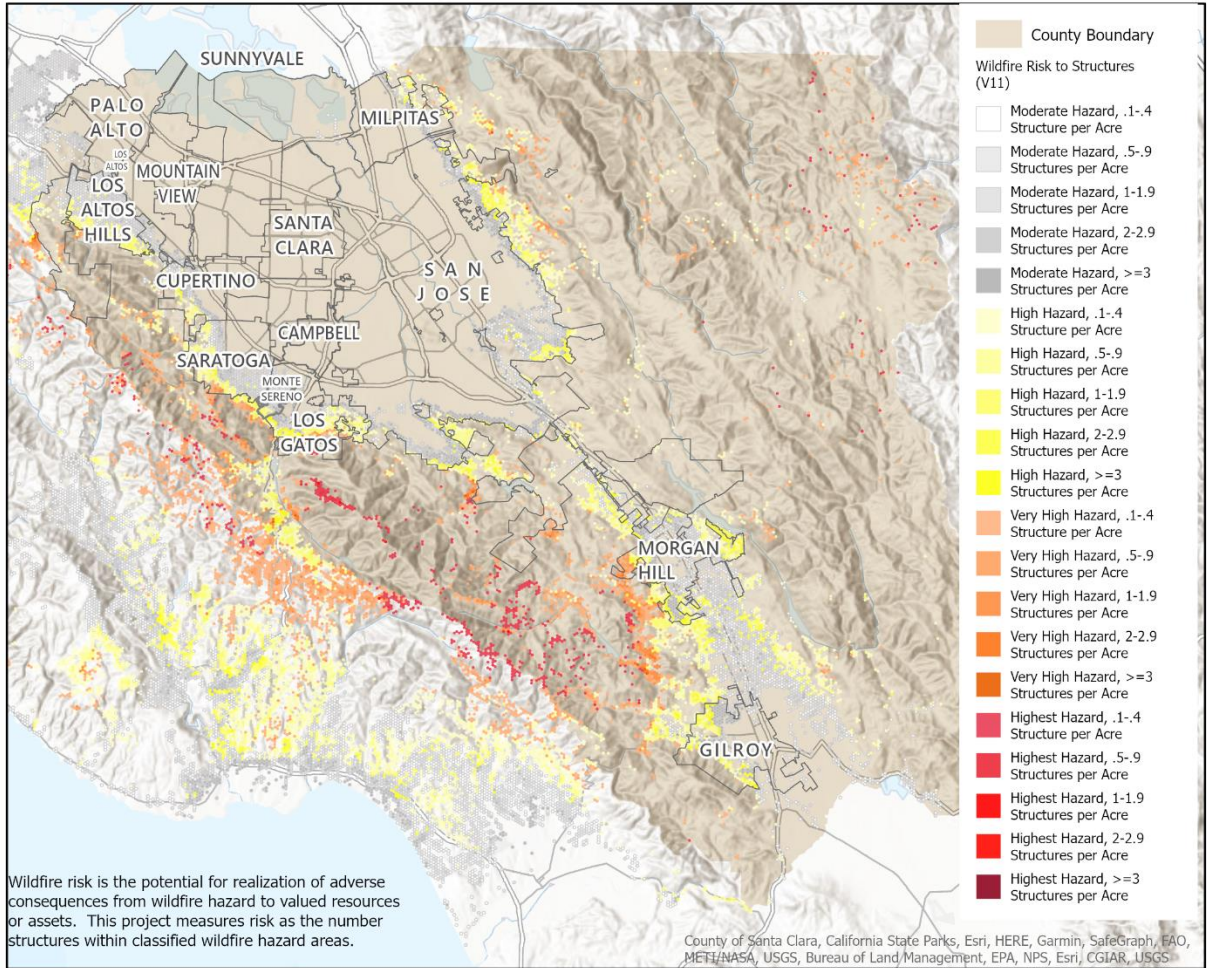 SUNNYVALE
PALO
ALTO
MILPITAS
LOS
ALTOS
MOUNTAIN
VIEW
LOS
ALTOS
HILLS
SANTA
CLARA
CUPERTINO
SAN
JOSE
CAMPBELL
SARATOGA
MONTE
SERENO
LOS
GATOS
MORGAN
HILL
GILROY
County Boundary
Wildfire Risk to Structures
(V11)
Moderate Hazard, .1-.4
Structure per Acre
Moderate Hazard, .5-.9
Structures per Acre
Moderate Hazard, 1-1.9
Structures per Acre
Moderate Hazard, 2-2.9
Structures per Acre
Moderate Hazard, >=3
Structures per Acre
High Hazard, .1-.4
Structure per Acre
High Hazard, .5-.9
Structures per Acre
High Hazard, 1-1.9
Structures per Acre
High Hazard, 2-2.9
Structures per Acre
High Hazard, >=3
Structures per Acre
Very High Hazard, .1-.4
Structure per Acre
Very High Hazard, .5-.9
Structures per Acre
Very High Hazard, 1-1.9
Structures per Acre
Very High Hazard, 2-2.9
Structures per Acre
Very High Hazard, >=3
Structures per Acre
Highest Hazard, .1-.4
Structure per Acre
Highest Hazard, .5-.9
Structures per Acre
Highest Hazard, 1-1.9
Structures per Acre
Highest Hazard, 2-2.9
Structures per Acre
Highest Hazard, >=3
Structures per Acre
Wildfire risk is the potential for realization of adverse
consequences from wildfire hazard to valued resources
or assets. This project measures risk as the number
structures within classified wildfire hazard areas.
County of Santa Clara, California State Parks, Esri, HERE, Garmin, SafeGraph, FAO,
METI/NASA, USGS, Bureau of Land Management, EPA, NPS, Esri, CGIAR, USGS